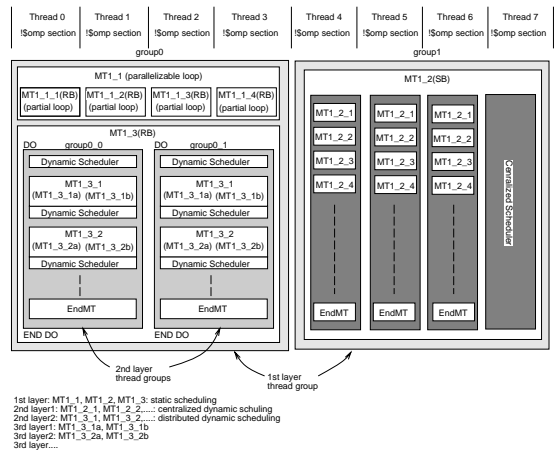 Thread 0 Thread 1 Thread 2 Thread 3 Thread 4 Thread 5 Thread 6 Thread 7
!$omp section !$omp section !$omp section !$omp section !$omp section !$omp section !$omp section !$omp section
group0 group1
MT1_1 (parallelizable loop)
MT1_1_1(RB) MT1_1_2(RB) MT1_1_3(RB) MT1_1_4(RB)
(partial loop) (partial loop) (partial loop) (partial loop)
MT1_3(RB)
DO group0_0 DO group0_1
Dynamic Scheduler Dynamic Scheduler
MT1_3_1 MT1_3_1
(MT1_3_1a) (MT1_3_1b) (MT1_3_1a) (MT1_3_1b)
Dynamic Scheduler Dynamic Scheduler
MT1_3_2 MT1_3_2
(MT1_3_2a) (MT1_3_2b) (MT1_3_2a) (MT1_3_2b)
Dynamic Scheduler Dynamic Scheduler
EndMT EndMT
END DO END DO
MT1_2(SB)
MT1_2_1 MT1_2_1 MT1_2_1
MT1_2_2 MT1_2_2 MT1_2_2
MT1_2_3 MT1_2_3 MT1_2_3
MT1_2_4 MT1_2_4 MT1_2_4
EndMT EndMT EndMT
Cenralized Scheduler
2nd layer
thread groups
1st layer
thread group
1st layer: MT1_1, MT1_2, MT1_3: static scheduling
2nd layer1: MT1_2_1, MT1_2_2,....: centralized dynamic schuling
2nd layer2: MT1_3_1, MT1_3_2,....: distributed dynamic scheduling
3rd layer1: MT1_3_1a, MT1_3_1b
3rd layer2: MT1_3_2a, MT1_3_2b
3rd layer....